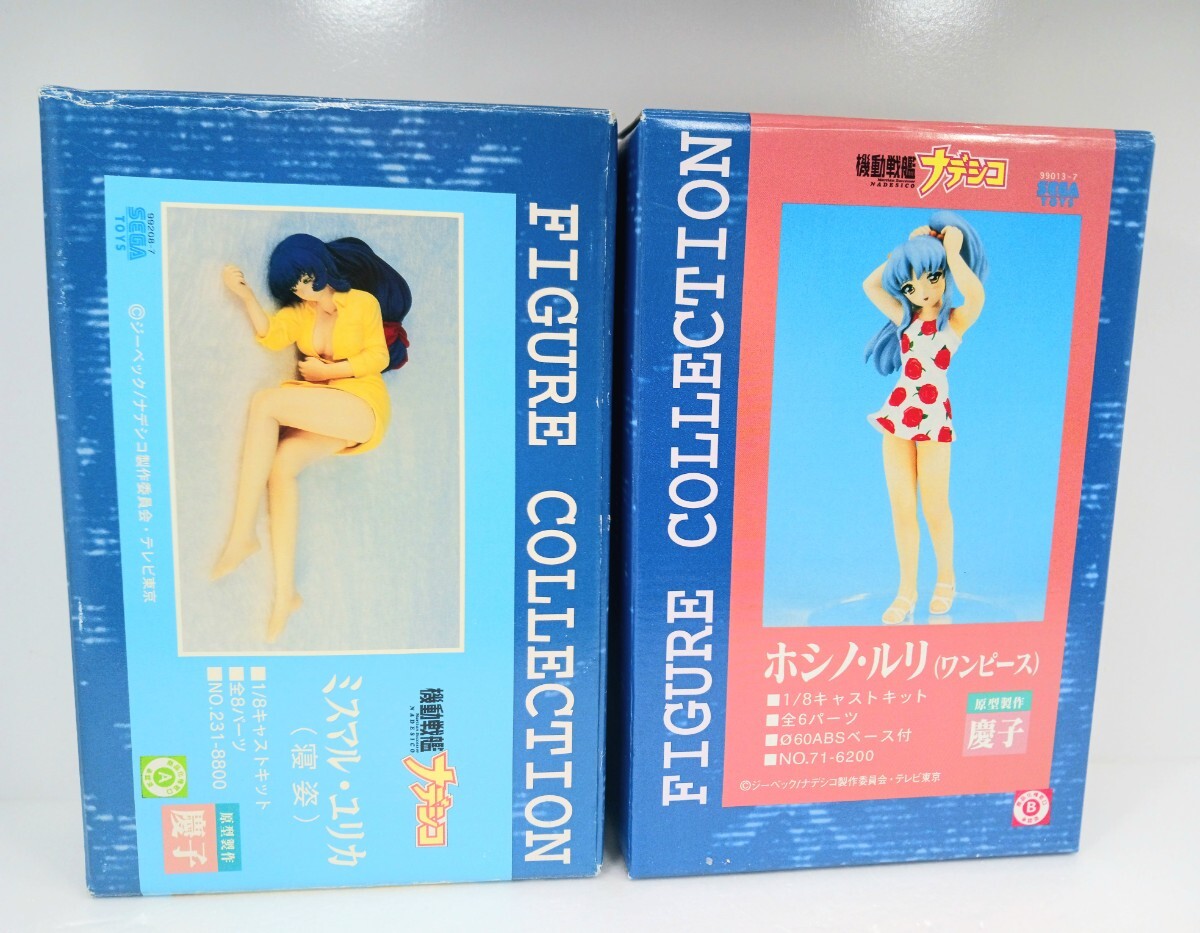 FIGURE COLLECTION
99208-7
SEGA
TOYS
©ジーペック/ナデシコ製作委員会・テレビ東京
機動戦艦
NADESICO
ナデシコ
ミスマル・ユリカ
(寝姿)
■1/8キャストキット
■全8パーツ
■NO.231-8800
A
原型製作
慶子
FIGURE COLLECTION
機動戦艦
NADESICO
ナデシコ
99013-7
SEGA
TOYS
ホシノ・ルリ(ワンピース)
■1/8キャストキット
■全6パーツ
■Ø60ABSベース付
■NO.71-6200
原型製作
慶子
©ジーペック/ナデシコ製作委員会・テレビ東京
B